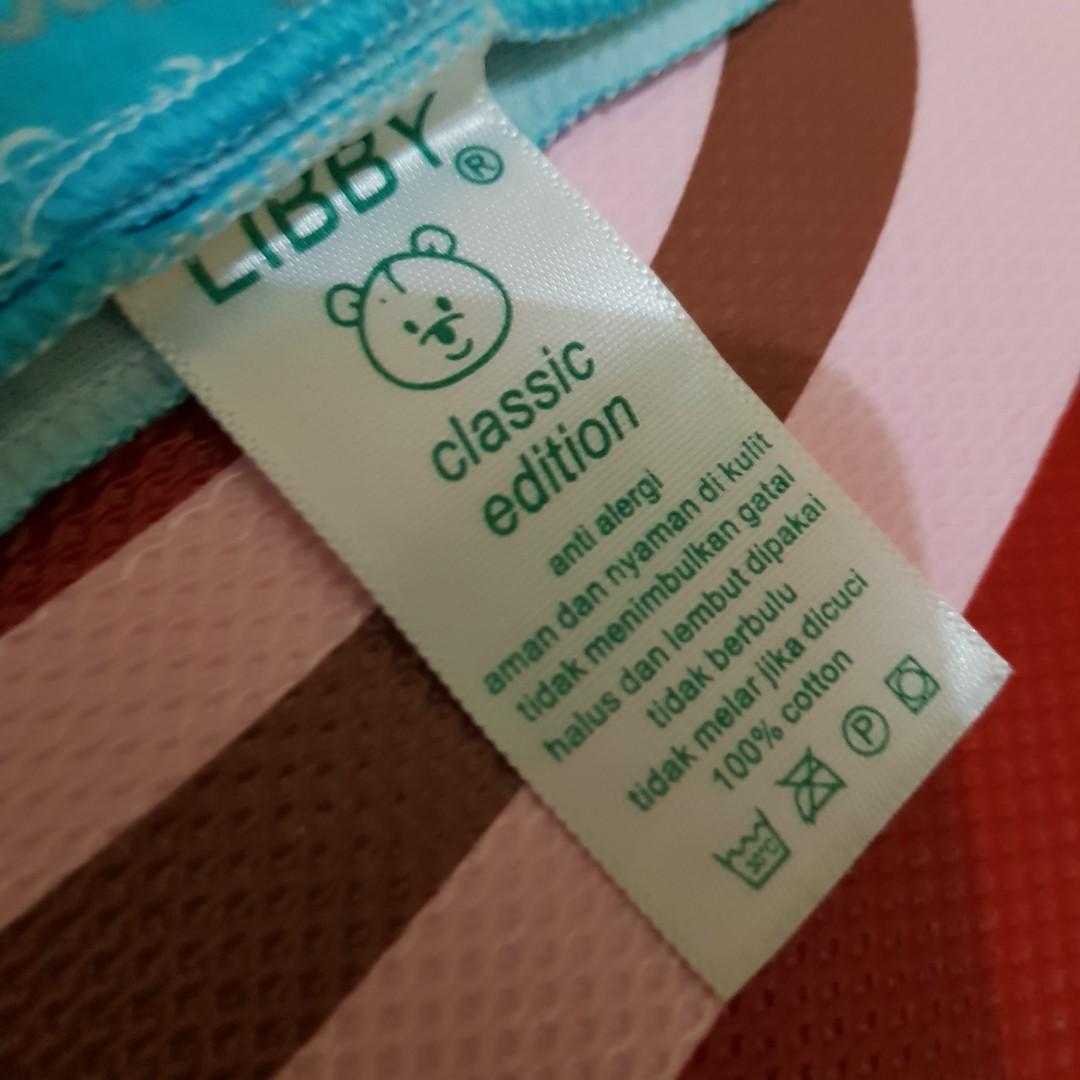 LIBBY ®
classic
edition
anti alergi
aman dan nyaman di kulit
tidak menimbulkan gatal
halus dan lembut dipakai
tidak berbulu
tidak melar jika dicuci
100% cotton
30°C P